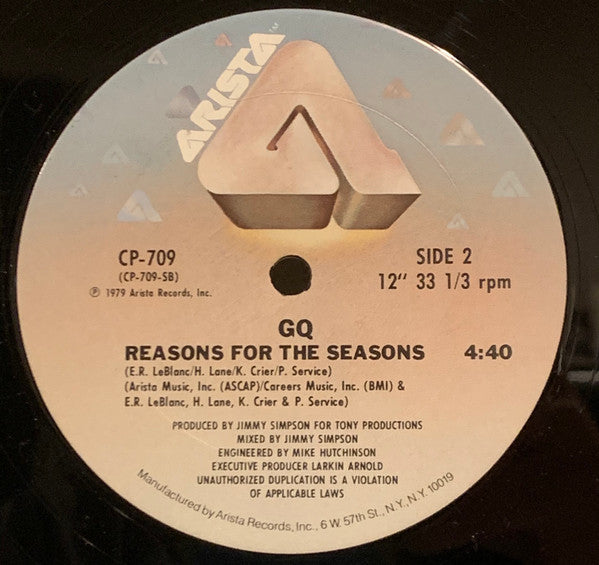 ARISTA™
CP-709
(CP-709-SB)
℗ 1979 Arista Records, Inc.
SIDE 2
12" 33 1/3 rpm
GQ
REASONS FOR THE SEASONS 4:40
(E.R. LeBlanc/H. Lane/K. Crier/P. Service)
(Arista Music, Inc. (ASCAP)/Careers Music, Inc. (BMI) &
E.R. LeBlanc, H. Lane, K. Crier & P. Service)
PRODUCED BY JIMMY SIMPSON FOR TONY PRODUCTIONS
MIXED BY JIMMY SIMPSON
ENGINEERED BY MIKE HUTCHINSON
EXECUTIVE PRODUCER LARKIN ARNOLD
UNAUTHORIZED DUPLICATION IS A VIOLATION
OF APPLICABLE LAWS
Manufactured by Arista Records, Inc., 6 W. 57th St., N.Y., N.Y. 10019